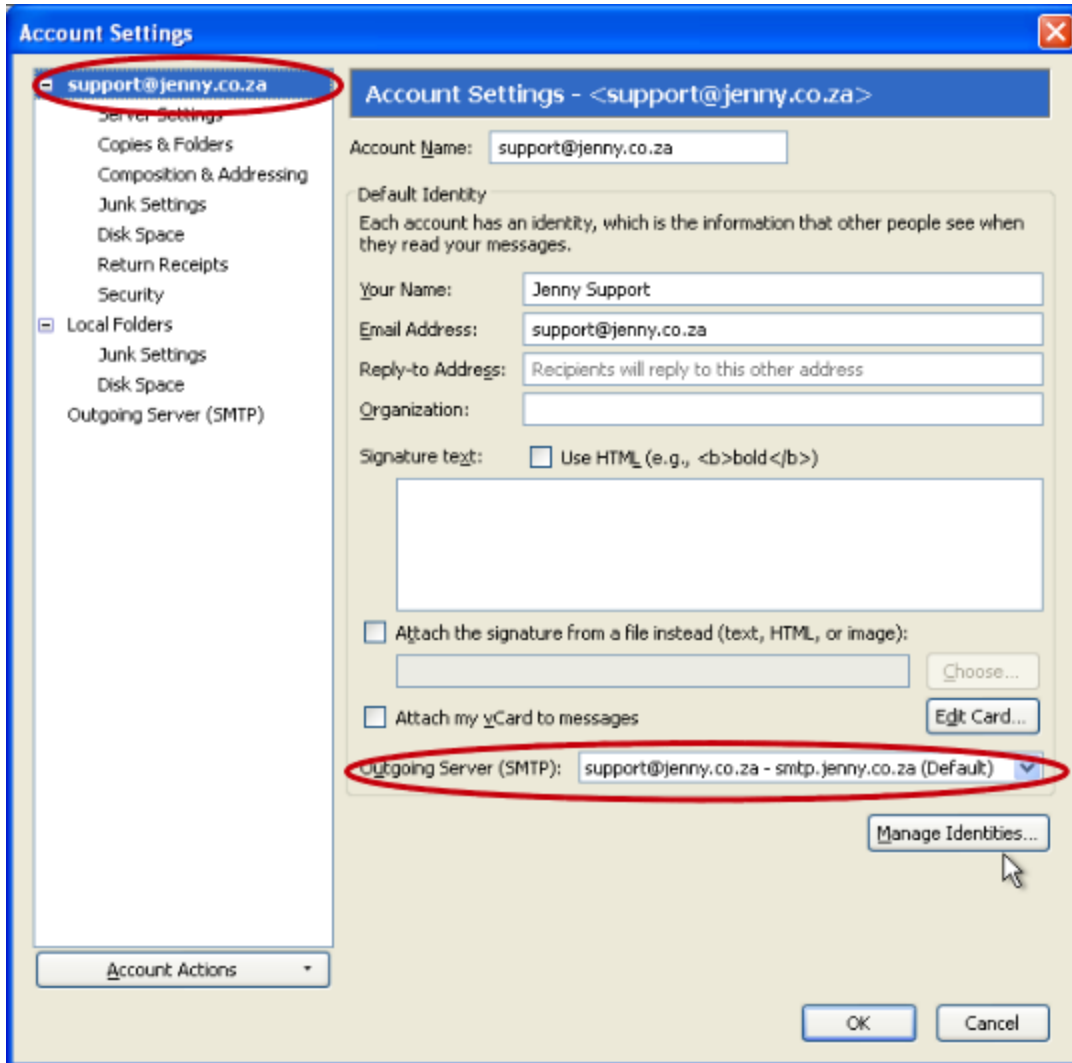 Account Settings
support@jenny.co.za
Server Settings
Copies & Folders
Composition & Addressing
Junk Settings
Disk Space
Return Receipts
Security
Local Folders
Junk Settings
Disk Space
Outgoing Server (SMTP)
Account Actions
Account Settings - <support@jenny.co.za>
Account Name: support@jenny.co.za
Default Identity
Each account has an identity, which is the information that other people see when
they read your messages.
Your Name: Jenny Support
Email Address: support@jenny.co.za
Reply-to Address: Recipients will reply to this other address
Organization:
Signature text: Use HTML (e.g., <b>bold</b>)
Attach the signature from a file instead (text, HTML, or image):
Choose...
Attach my vCard to messages Edit Card...
Outgoing Server (SMTP): support@jenny.co.za - smtp.jenny.co.za (Default)
Manage Identities...
OK Cancel